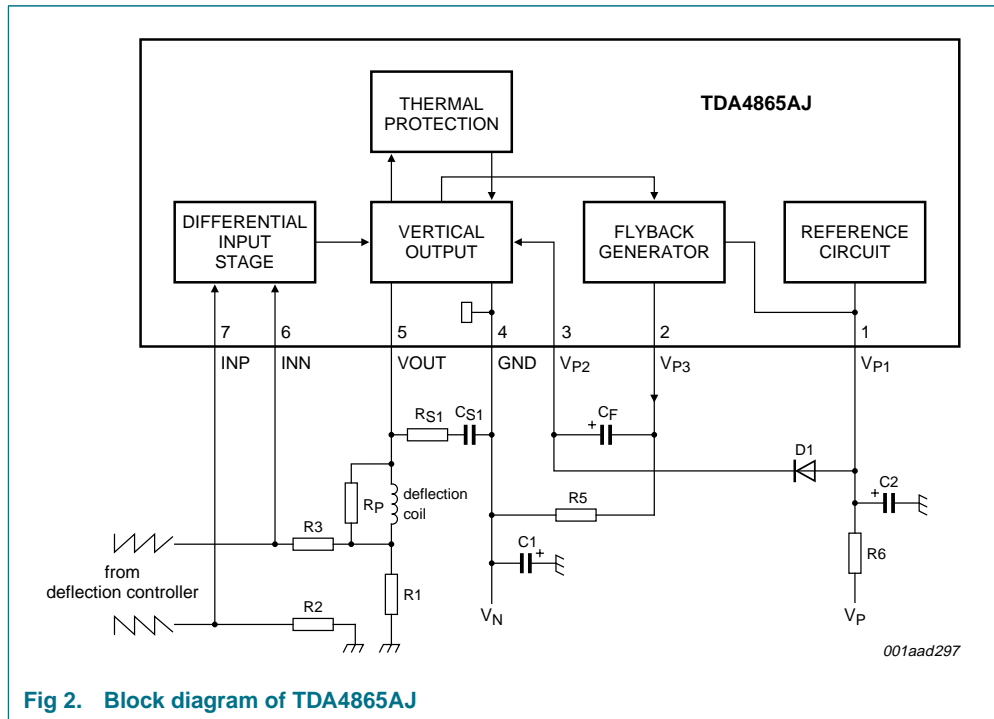 TDA4865AJ
THERMAL
PROTECTION
DIFFERENTIAL
INPUT
STAGE
VERTICAL
OUTPUT
FLYBACK
GENERATOR
REFERENCE
CIRCUIT
7 6 5 4 3 2 1
INP INN VOUT GND VP2 VP3 VP1
RS1 CS1 + CF
D1
RP deflection
coil
R5
+ C2
R3
C1 +
R6
from
deflection controller
R1
R2
VN
VP
001aad297
Fig 2. Block diagram of TDA4865AJ